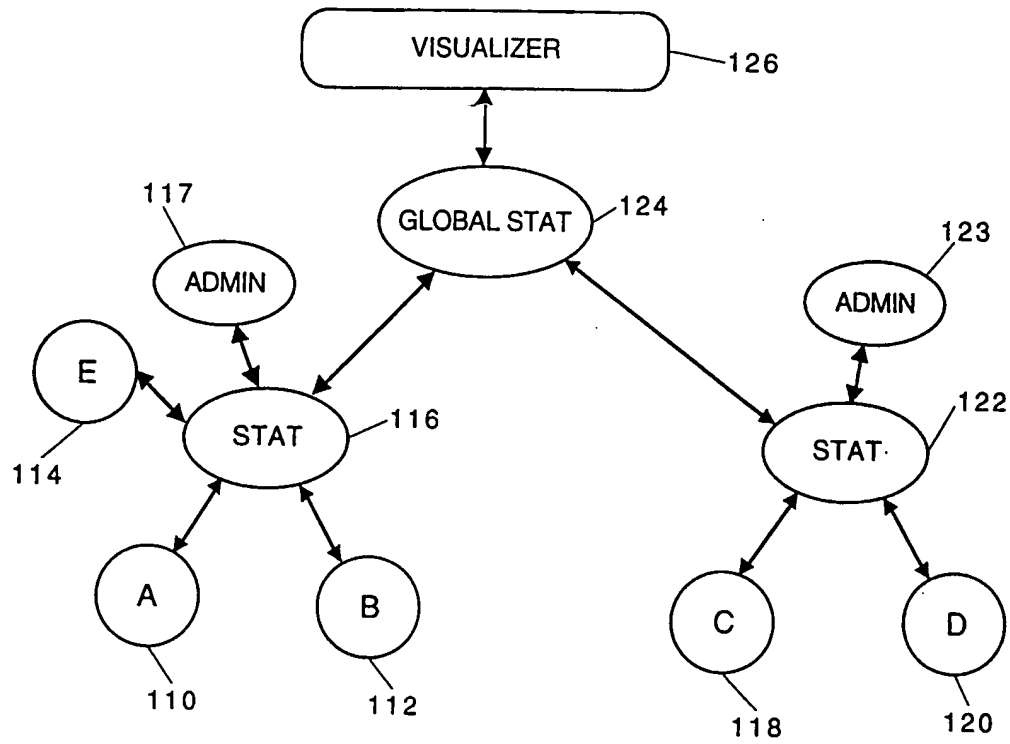 VISUALIZER
126
117
GLOBAL STAT
124
123
ADMIN
ADMIN
E
STAT
116
122
STAT
114
A
B
C
D
110
112
118
120